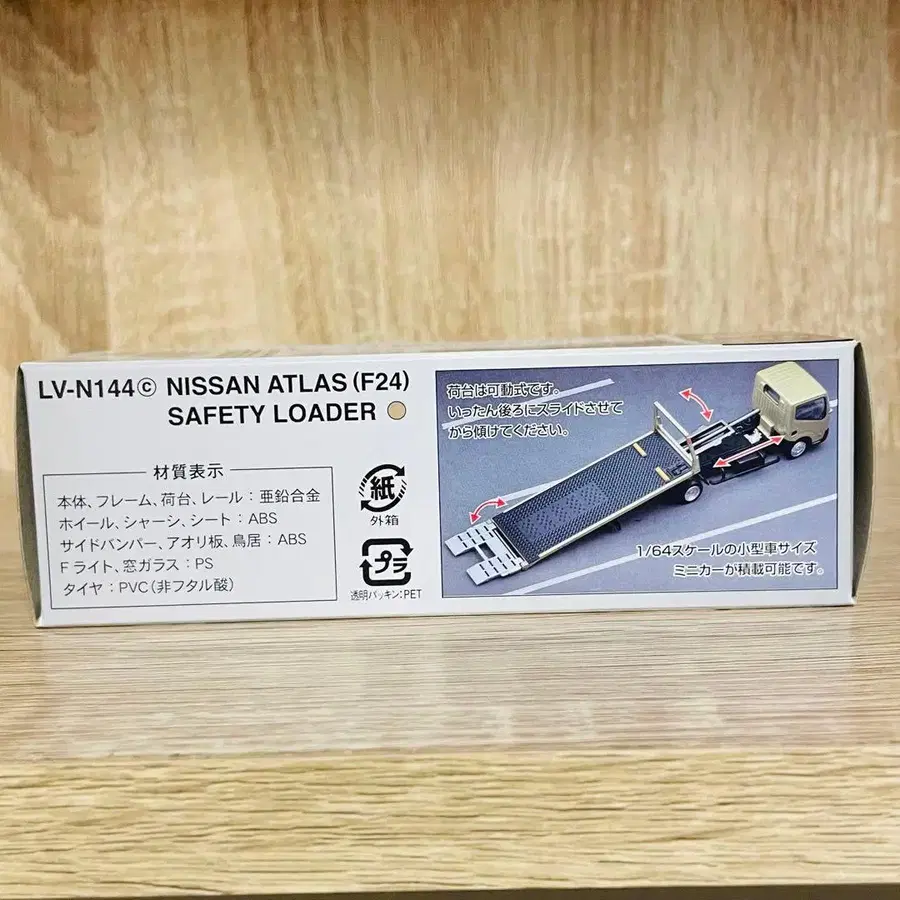 LV-N144ⓒ NISSAN ATLAS (F24)
SAFETY LOADER
材質表示
本体、フレーム、荷台、レール：亜鉛合金
ホイール、シャーシ、シート：ABS
サイドバンパー、アオリ板、鳥居：ABS
Fライト、窓ガラス：PS
タイヤ：PVC（非フタル酸）
紙
外箱
プラ
透明パッキン：PET
荷台は可動式です。
いったん後ろにスライドさせて
から傾けてください。
1/64スケールの小型車サイズ
ミニカーが積載可能です。